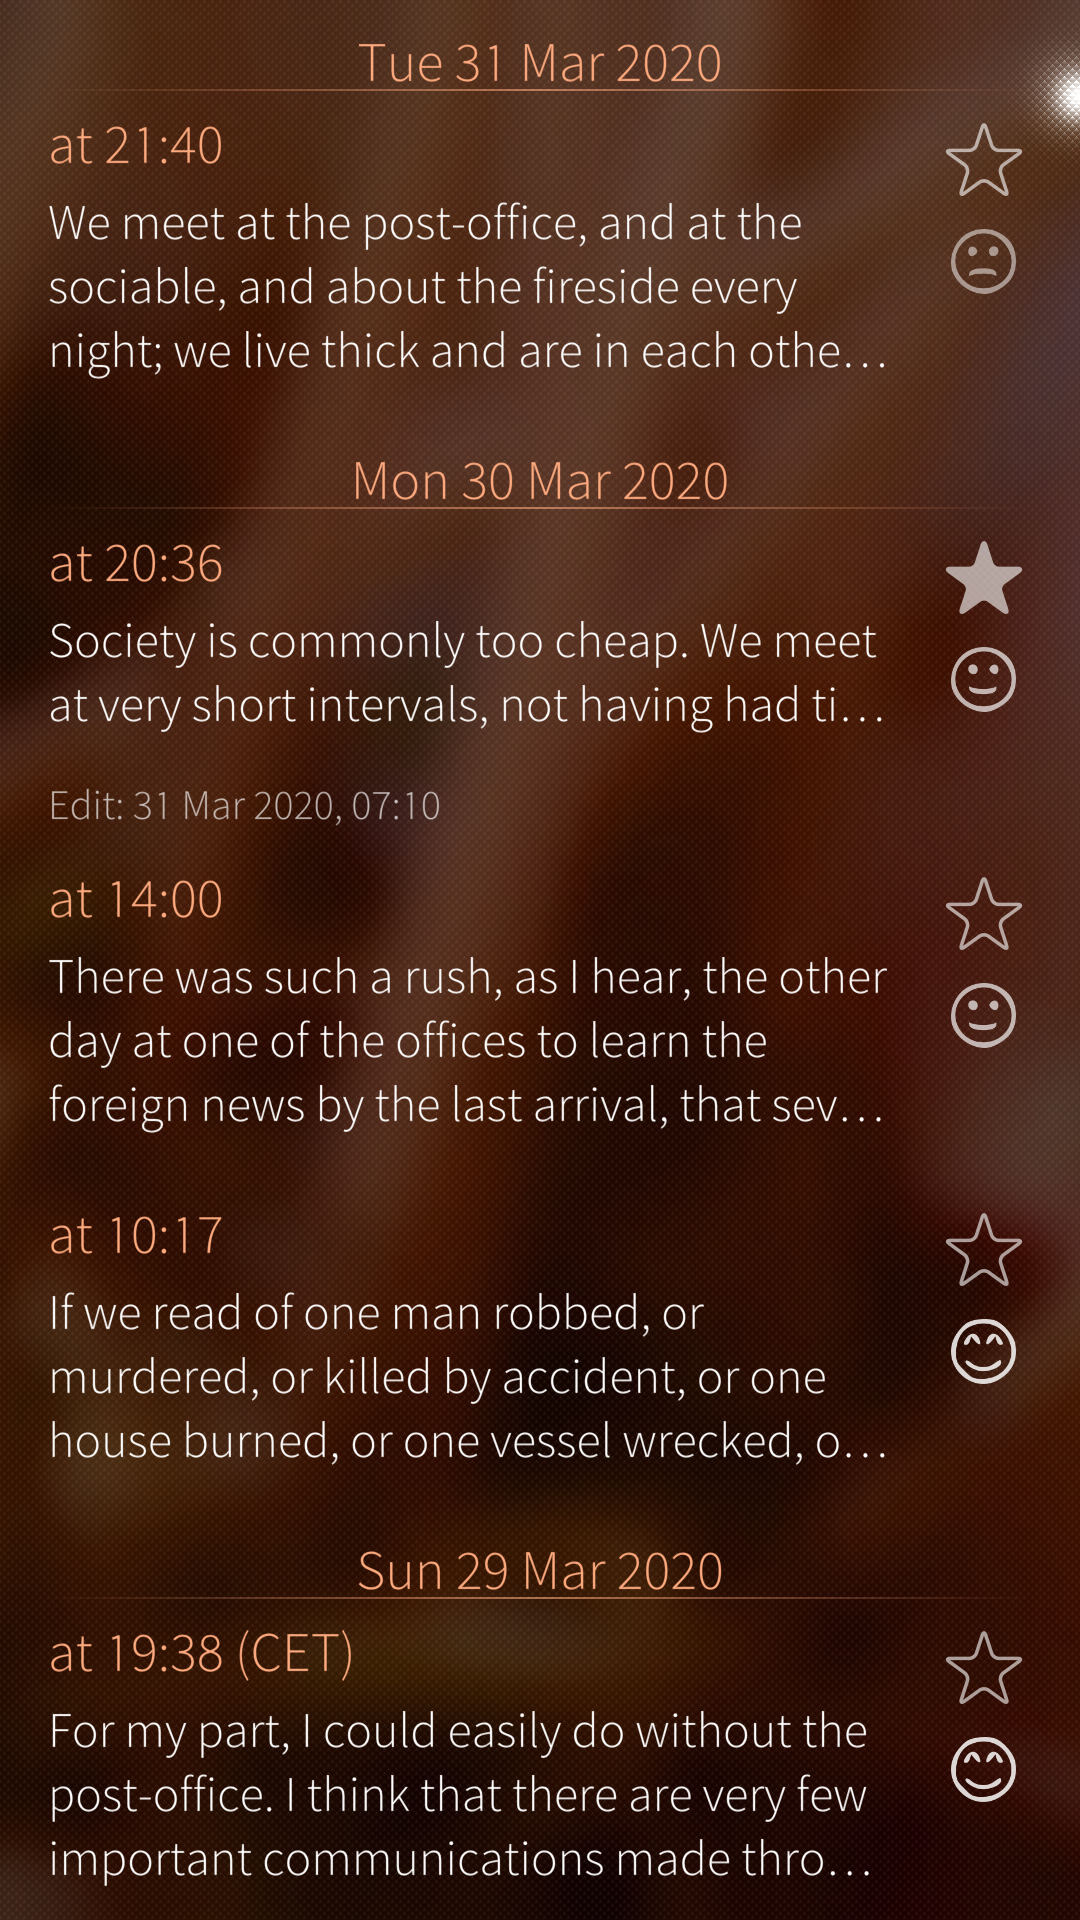 Tue 31 Mar 2020
at 21:40
We meet at the post-office, and at the
sociable, and about the fireside every
night; we live thick and are in each othe…
Mon 30 Mar 2020
at 20:36
Society is commonly too cheap. We meet
at very short intervals, not having had ti…
Edit: 31 Mar 2020, 07:10
at 14:00
There was such a rush, as I hear, the other
day at one of the offices to learn the
foreign news by the last arrival, that sev…
at 10:17
If we read of one man robbed, or
murdered, or killed by accident, or one
house burned, or one vessel wrecked, o…
Sun 29 Mar 2020
at 19:38 (CET)
For my part, I could easily do without the
post-office. I think that there are very few
important communications made thro…